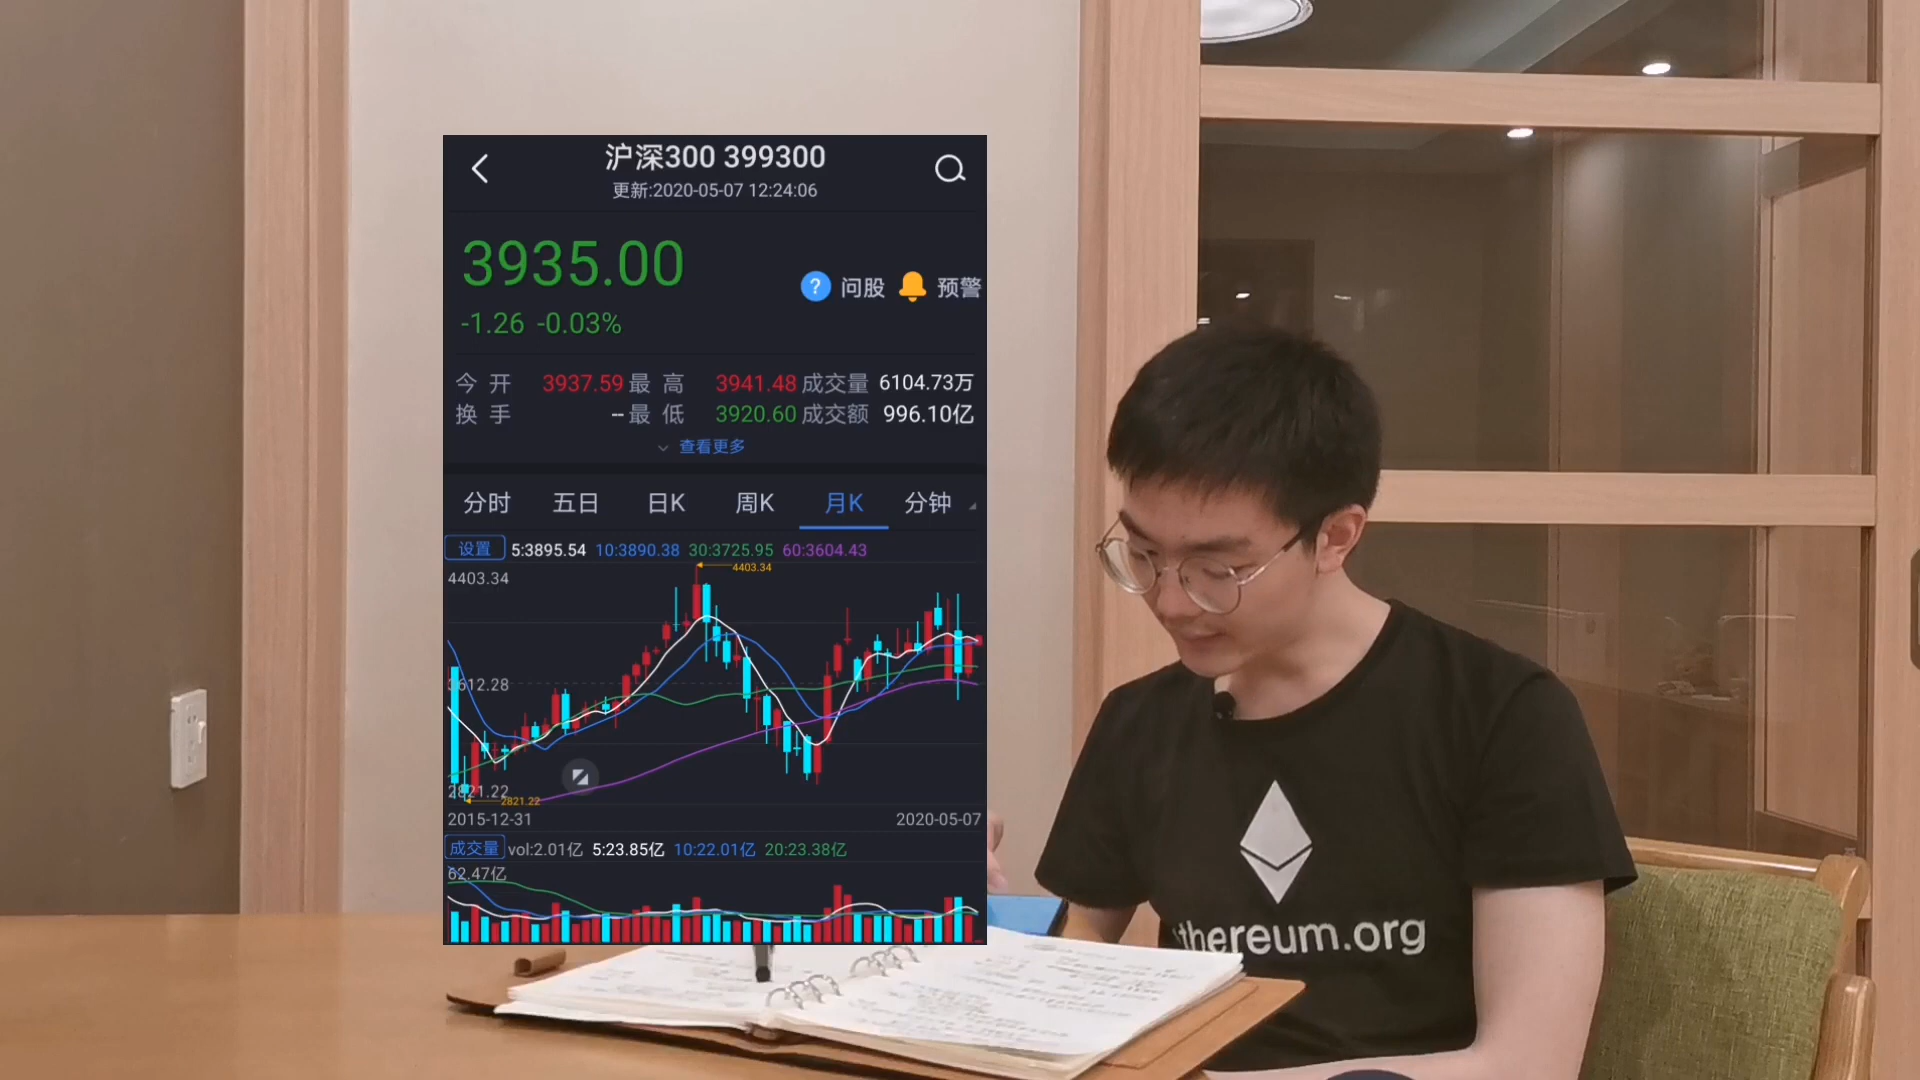 沪深300 399300
更新:2020-05-07 12:24:06
3935.00
问股 预警
-1.26 -0.03%
今开 3937.59 最高 3941.48 成交量 6104.73万
换手 -- 最低 3920.60 成交额 996.10亿
查看更多
分时 五日 日K 周K 月K 分钟
设置 5:3895.54 10:3890.38 30:3725.95 60:3604.43
4403.34
4403.34
3612.28
2821.22
2821.22
2015-12-31 2020-05-07
成交量 vol:2.01亿 5:23.85亿 10:22.01亿 20:23.38亿
62.47亿
thereum.org